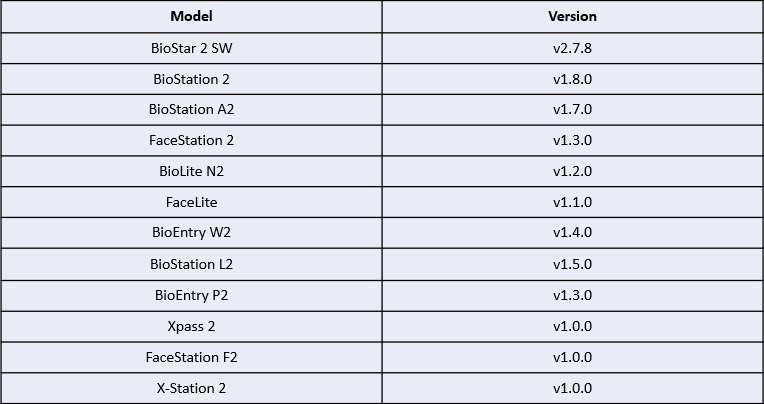 Model Version
BioStar 2 SW v2.7.8
BioStation 2 v1.8.0
BioStation A2 v1.7.0
FaceStation 2 v1.3.0
BioLite N2 v1.2.0
FaceLite v1.1.0
BioEntry W2 v1.4.0
BioStation L2 v1.5.0
BioEntry P2 v1.3.0
Xpass 2 v1.0.0
FaceStation F2 v1.0.0
X-Station 2 v1.0.0